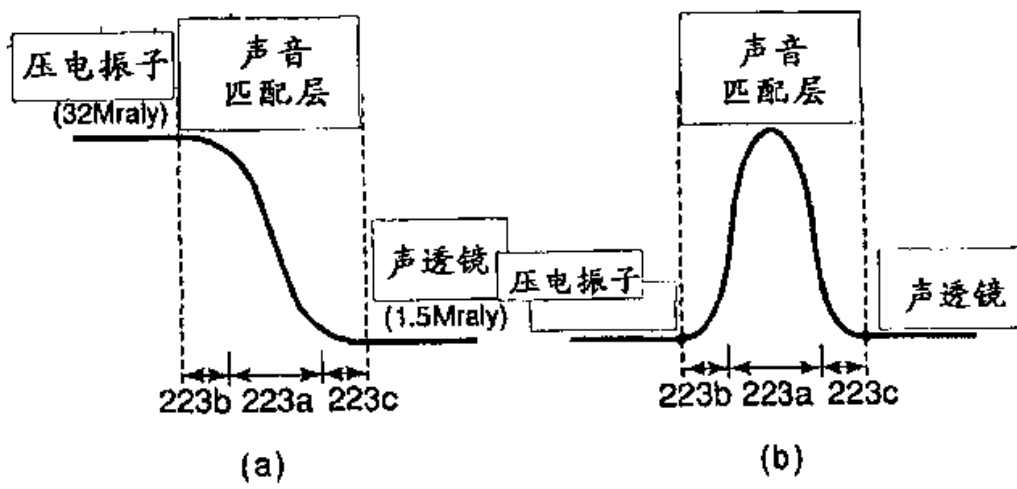 压电振子
(32Mraly)
声音
匹配层
声透镜
(1.5Mraly)
223b 223a 223c
(a)
声音
匹配层
压电振子
声透镜
223b 223a 223c
(b)